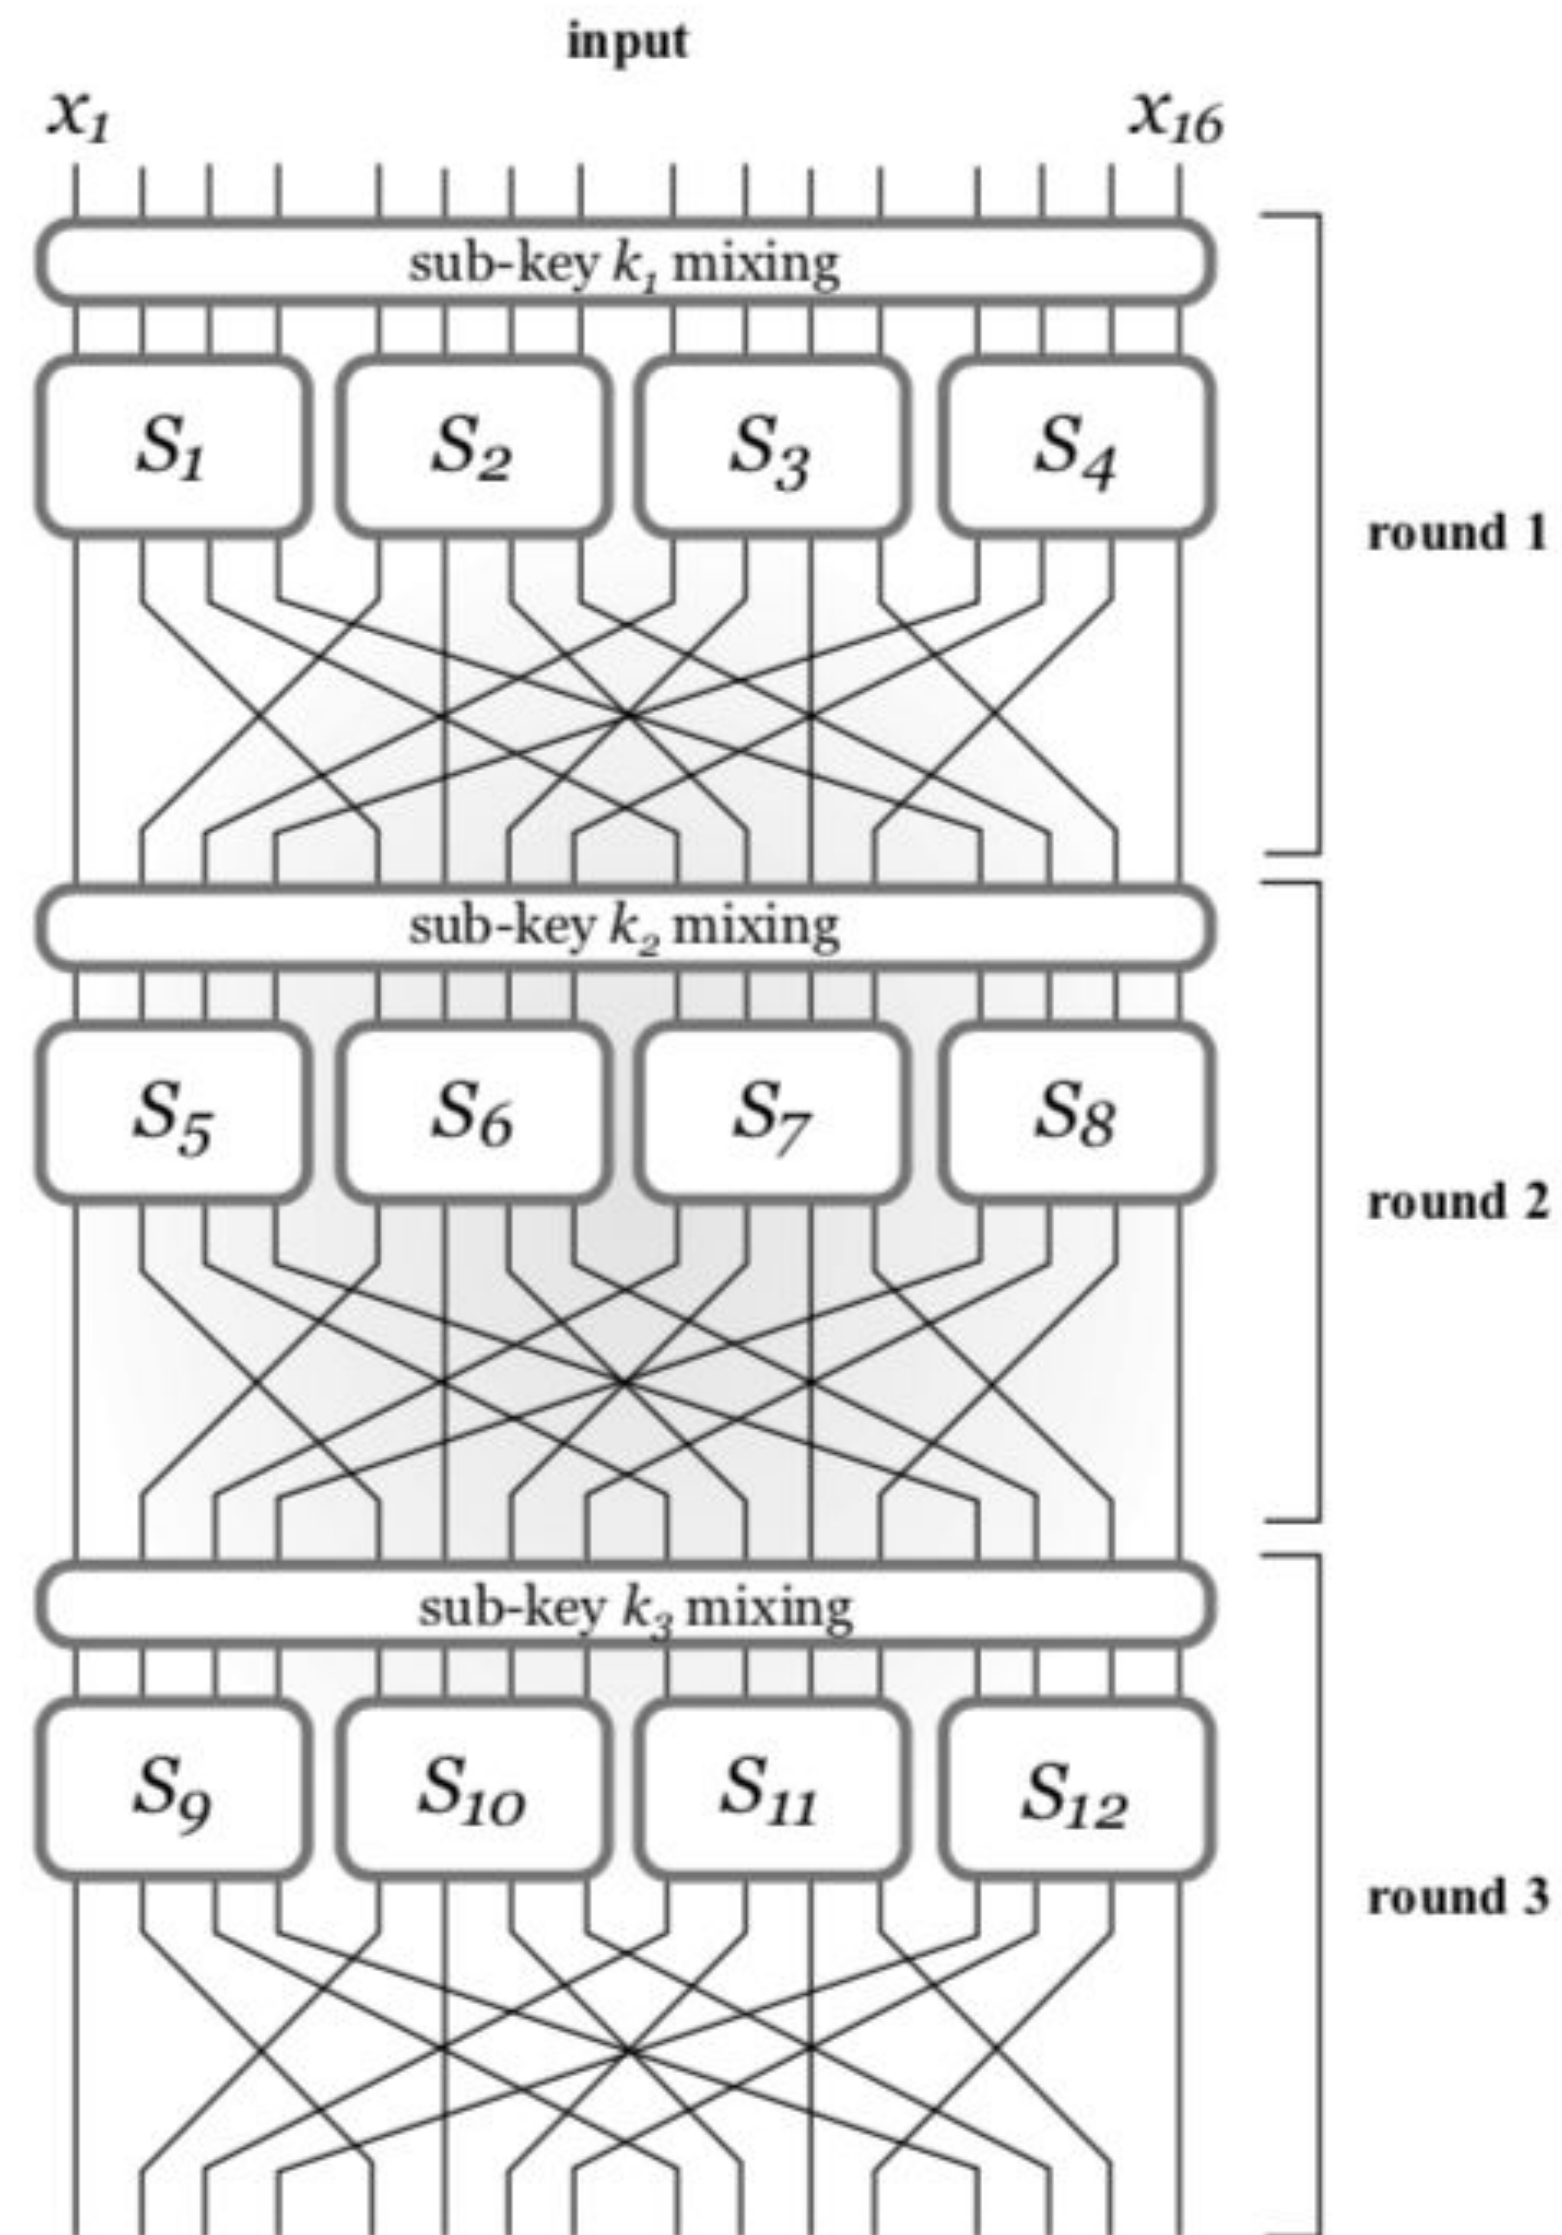 input
x₁ x₁₆
sub-key k₁ mixing
S₁ S₂ S₃ S₄
round 1
sub-key k₂ mixing
S₅ S₆ S₇ S₈
round 2
sub-key k₃ mixing
S₉ S₁₀ S₁₁ S₁₂
round 3